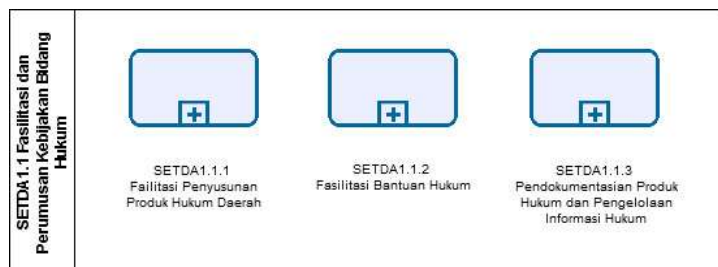 SETDA1.1 Fasilitasi dan
Perumusan Kebijakan Bidang
Hukum
SETDA1.1.1
Failitasi Penyusunan
Produk Hukum Daerah
SETDA1.1.2
Fasilitasi Bantuan Hukum
SETDA1.1.3
Pendokumentasian Produk
Hukum dan Pengelolaan
Informasi Hukum